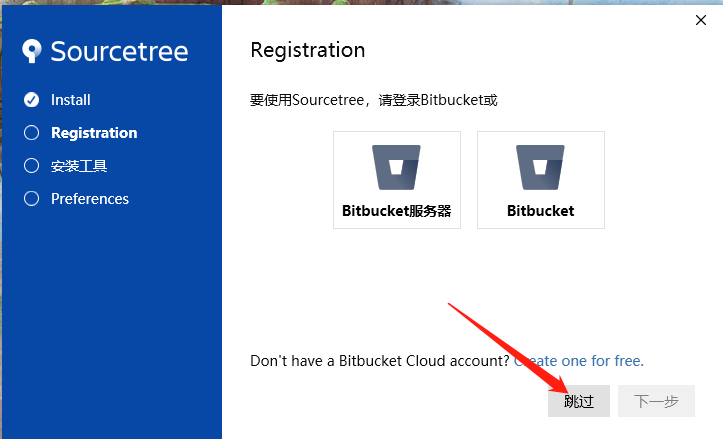 Sourcetree
Install
Registration
安装工具
Preferences
Registration
要使用Sourcetree，请登录Bitbucket或
Bitbucket服务器
Bitbucket
Don't have a Bitbucket Cloud account? Create one for free.
跳过
下一步